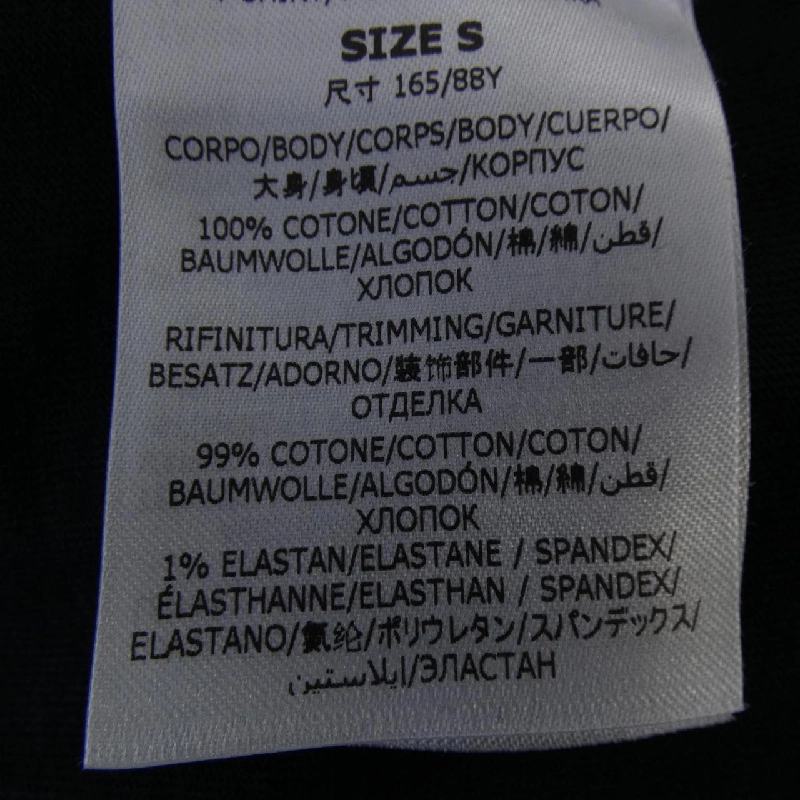 SIZE S
尺寸 165/88Y
CORPO/BODY/CORPS/BODY/CUERPO/
大身/身頃/جسم/КОРПУС
100% COTONE/COTTON/COTON/
BAUMWOLLE/ALGODÓN/棉/綿/قطن/
ХЛОПОК
RIFINITURA/TRIMMING/GARNITURE/
BESATZ/ADORNO/装饰部件/一部/حافات/
ОТДЕЛКА
99% COTONE/COTTON/COTON/
BAUMWOLLE/ALGODÓN/棉/綿/قطن/
ХЛОПОК
1% ELASTAN/ELASTANE / SPANDEX/
ÉLASTHANNE/ELASTHAN / SPANDEX/
ELASTANO/氨纶/ポリウレタン/スパンデックス/
إيلاستين/ЭЛАСТАН